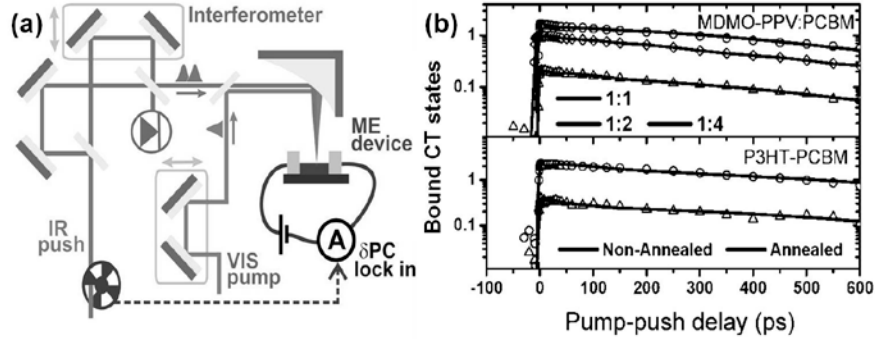 (a)
Interferometer
ME
device
IR
push
VIS
pump
A
δPC
lock in
(b)
Bound CT states
MDMO-PPV:PCBM
1
0.1
1:1
1:2 1:4
P3HT-PCBM
1
0.1
Non-Annealed Annealed
-100 0 100 200 300 400 500 600
Pump-push delay (ps)